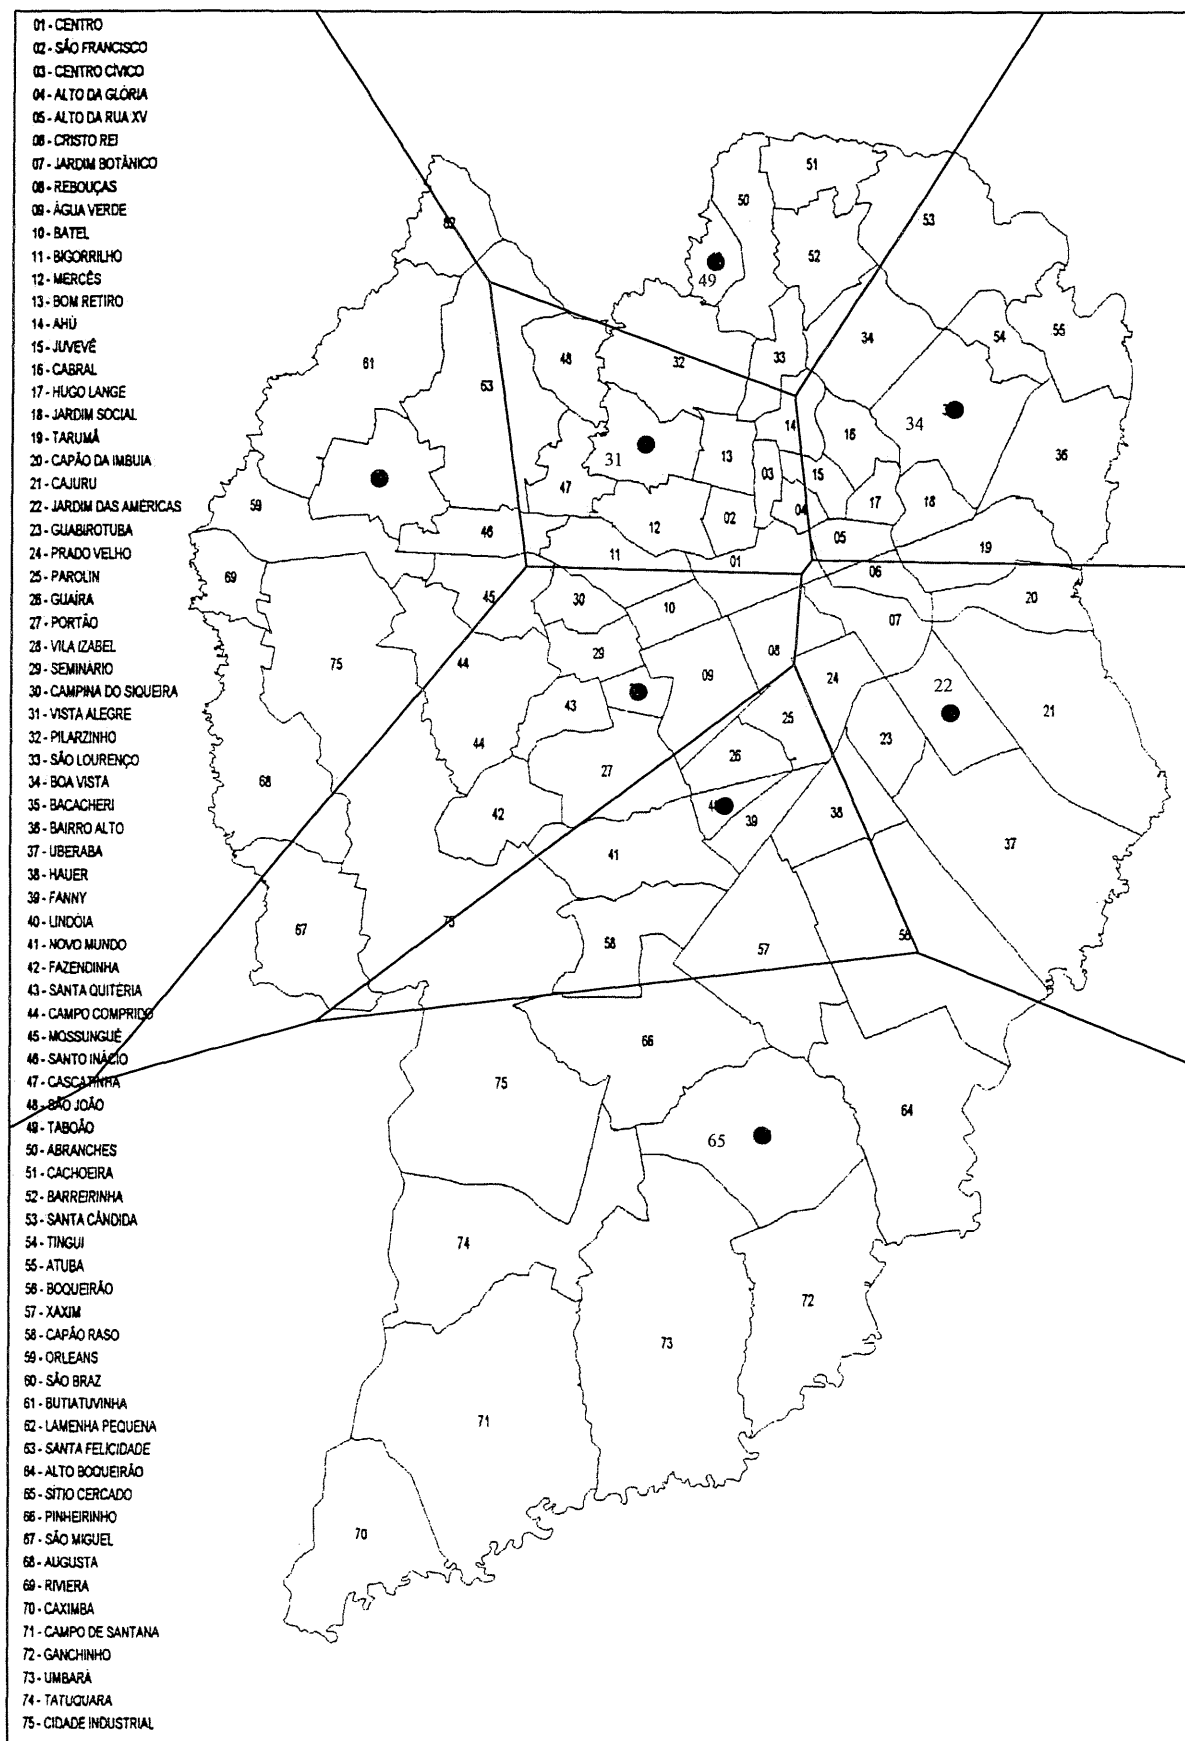 01 - CENTRO
02 - SÃO FRANCISCO
03 - CENTRO CÍVICO
04 - ALTO DA GLÓRIA
05 - ALTO DA RUA XV
06 - CRISTO REI
07 - JARDIM BOTÂNICO
08 - REBOUÇAS
09 - ÁGUA VERDE
10 - BATEL
11 - BIGORRILHO
12 - MERCÊS
13 - BOM RETIRO
14 - AHÚ
15 - JUVEVÊ
16 - CABRAL
17 - HUGO LANGE
18 - JARDIM SOCIAL
19 - TARUMÃ
20 - CAPÃO DA IMBUIA
21 - CAJURU
22 - JARDIM DAS AMÉRICAS
23 - GUABIROTUBA
24 - PRADO VELHO
25 - PAROLIN
26 - GUAÍRA
27 - PORTÃO
28 - VILA IZABEL
29 - SEMINÁRIO
30 - CAMPINA DO SIQUEIRA
31 - VISTA ALEGRE
32 - PILARZINHO
33 - SÃO LOURENÇO
34 - BOA VISTA
35 - BACACHERI
36 - BAIRRO ALTO
37 - UBERABA
38 - HAUER
39 - FANNY
40 - LINDÓIA
41 - NOVO MUNDO
42 - FAZENDINHA
43 - SANTA QUITÉRIA
44 - CAMPO COMPRIDO
45 - MOSSUNGUÊ
46 - SANTO INÁCIO
47 - CASCATINHA
48 - SÃO JOÃO
49 - TABOÃO
50 - ABRANCHES
51 - CACHOEIRA
52 - BARREIRINHA
53 - SANTA CÂNDIDA
54 - TINGUI
55 - ATUBA
56 - BOQUEIRÃO
57 - XAXIM
58 - CAPÃO RASO
59 - ORLEANS
60 - SÃO BRAZ
61 - BUTIATUVINHA
62 - LAMENHA PEQUENA
63 - SANTA FELICIDADE
64 - ALTO BOQUEIRÃO
65 - SÍTIO CERCADO
66 - PINHEIRINHO
67 - SÃO MIGUEL
68 - AUGUSTA
69 - RIVIERA
70 - CAXIMBA
71 - CAMPO DE SANTANA
72 - GANCHINHO
73 - UMBARÁ
74 - TATUQUARA
75 - CIDADE INDUSTRIAL
51
50
53
62
52
49
55
34
54
33
48
32
61
63
34
14
16
36
31
13
03
15
47
59
04
17
18
02
12
46
05
19
11
01
06
69
20
45
30
10
07
29
08
75
44
09
24
22
21
43
25
23
44
26
27
68
40
42
38
39
37
41
67
75
56
58
57
66
75
64
65
74
72
73
71
70